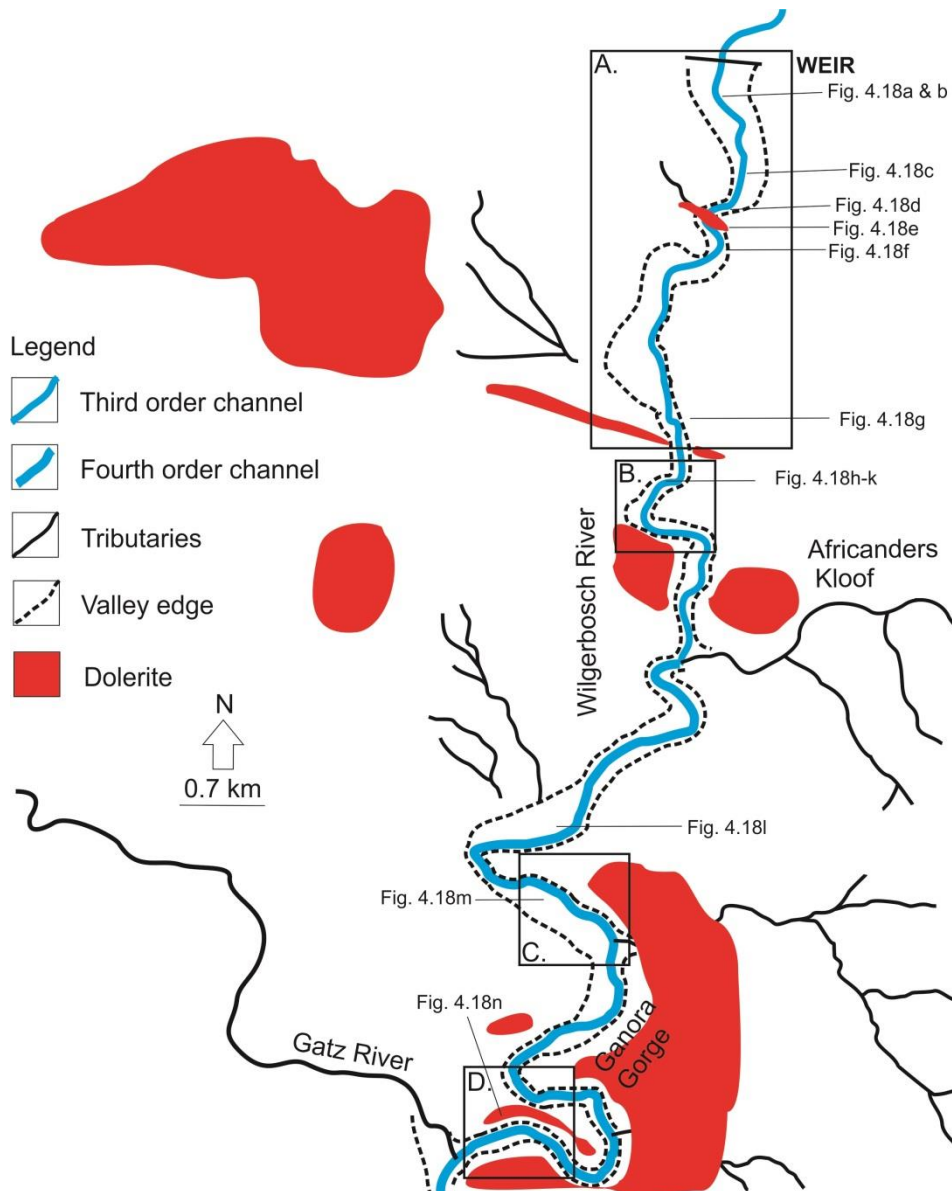 A.
WEIR
Fig. 4.18a & b
Fig. 4.18c
Fig. 4.18d
Fig. 4.18e
Fig. 4.18f
Legend
Third order channel
Fourth order channel
Tributaries
Valley edge
Dolerite
N
0.7 km
Fig. 4.18g
B.
Fig. 4.18h-k
Wilgerbosch River
Africanders
Kloof
Fig. 4.18l
Fig. 4.18m
C.
Fig. 4.18n
Ganora
Gorge
Gatz River
D.